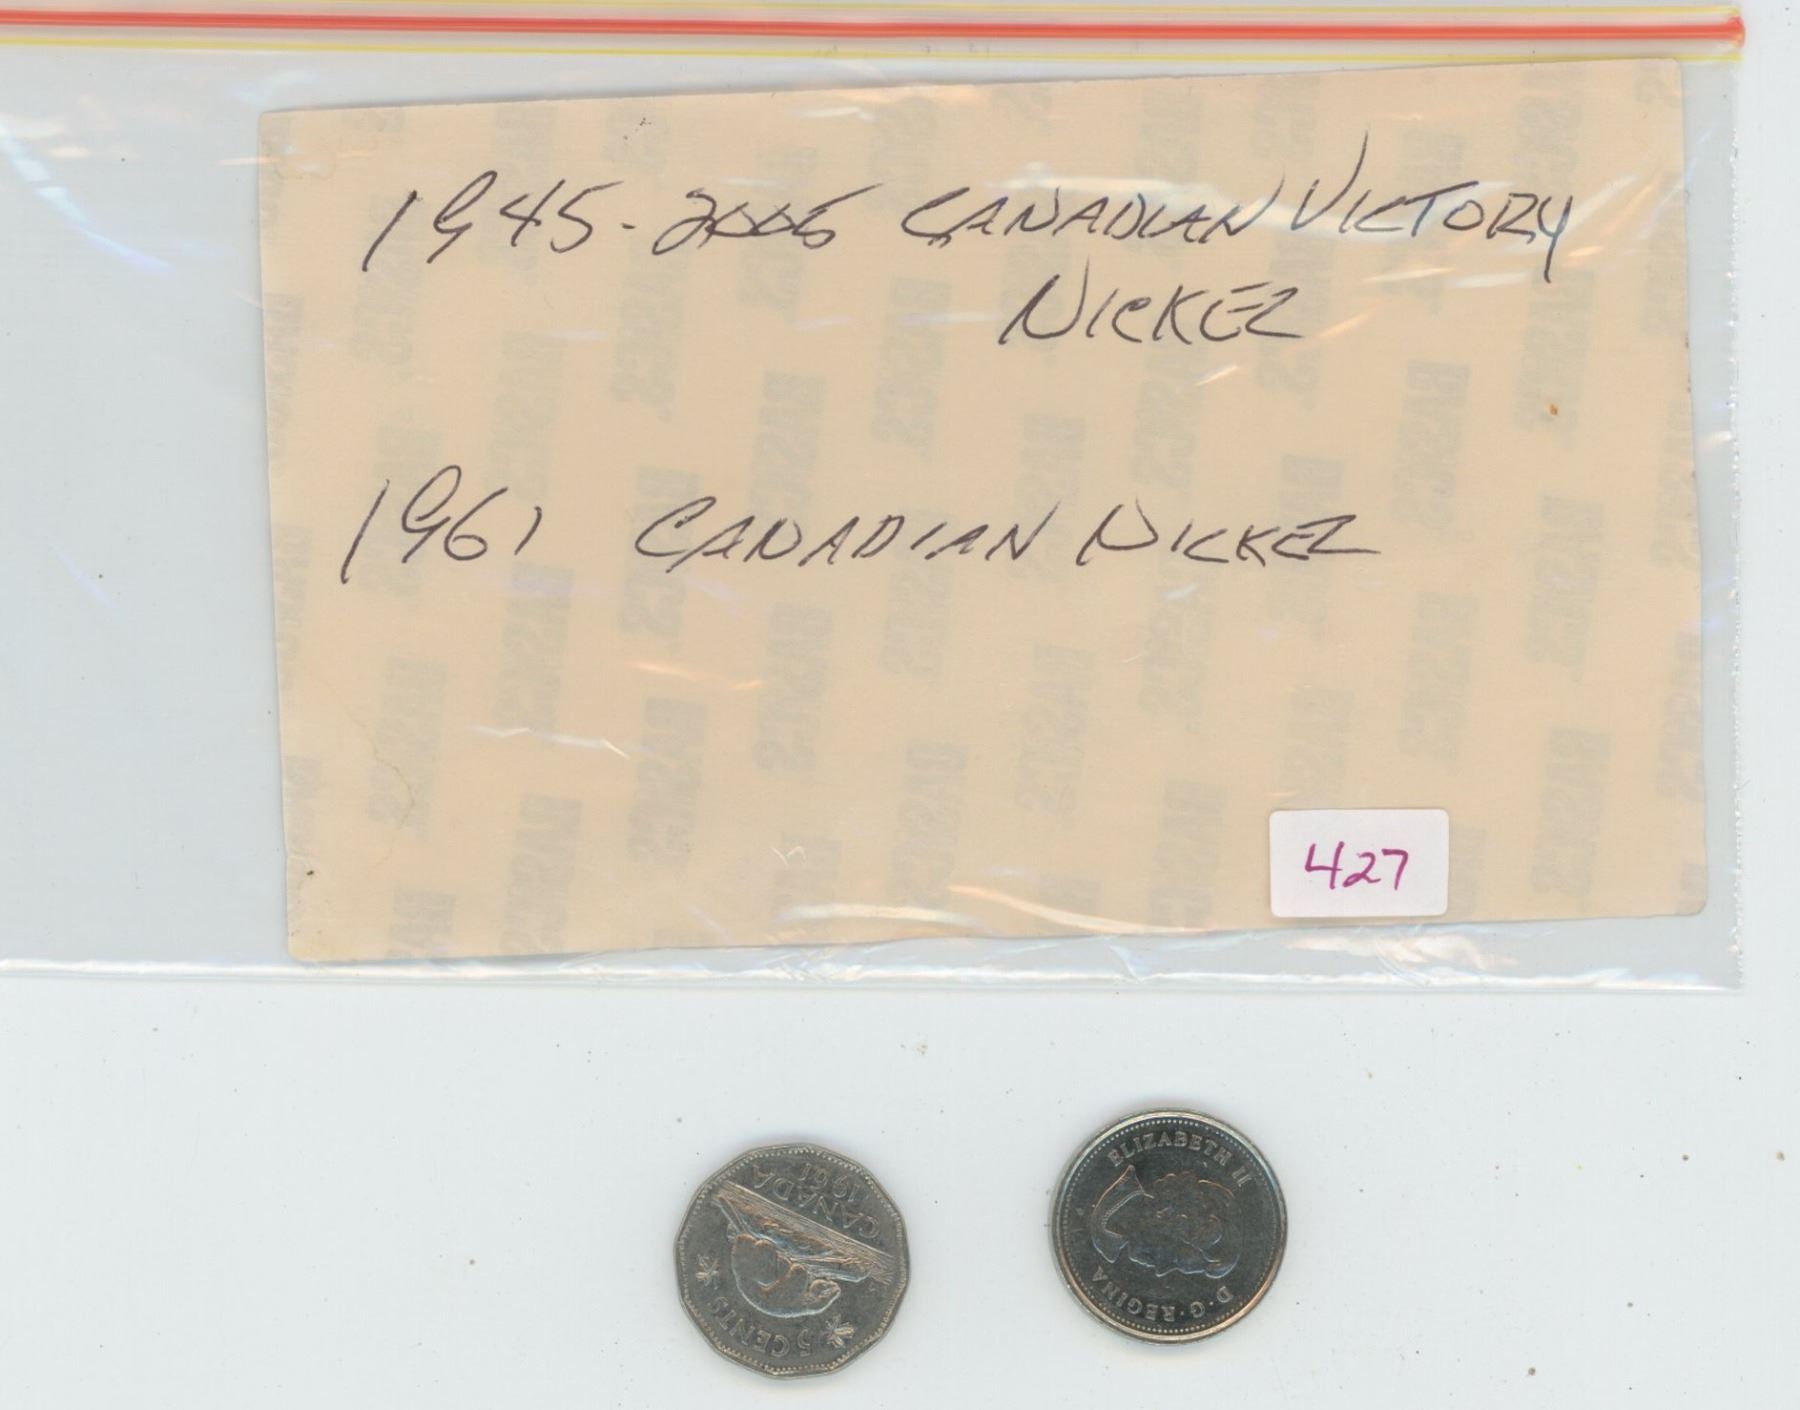 1945-2005 CANADIAN VICTORY
NICKEL
1961 CANADIAN NICKEL
427
5 CENTS
CANADA
1961
ELIZABETH II
D·G·REGINA